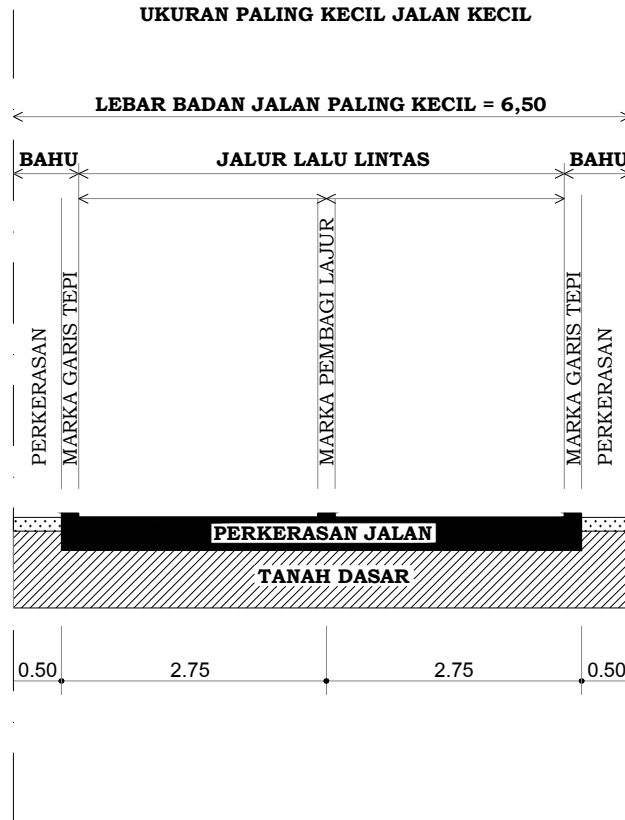 UKURAN PALING KECIL JALAN KECIL
LEBAR BADAN JALAN PALING KECIL = 6,50
BAHU
JALUR LALU LINTAS
BAHU
PERKERASAN
MARKA GARIS TEPI
MARKA PEMBAGI LAJUR
MARKA GARIS TEPI
PERKERASAN
PERKERASAN JALAN
TANAH DASAR
0.50
2.75
2.75
0.50